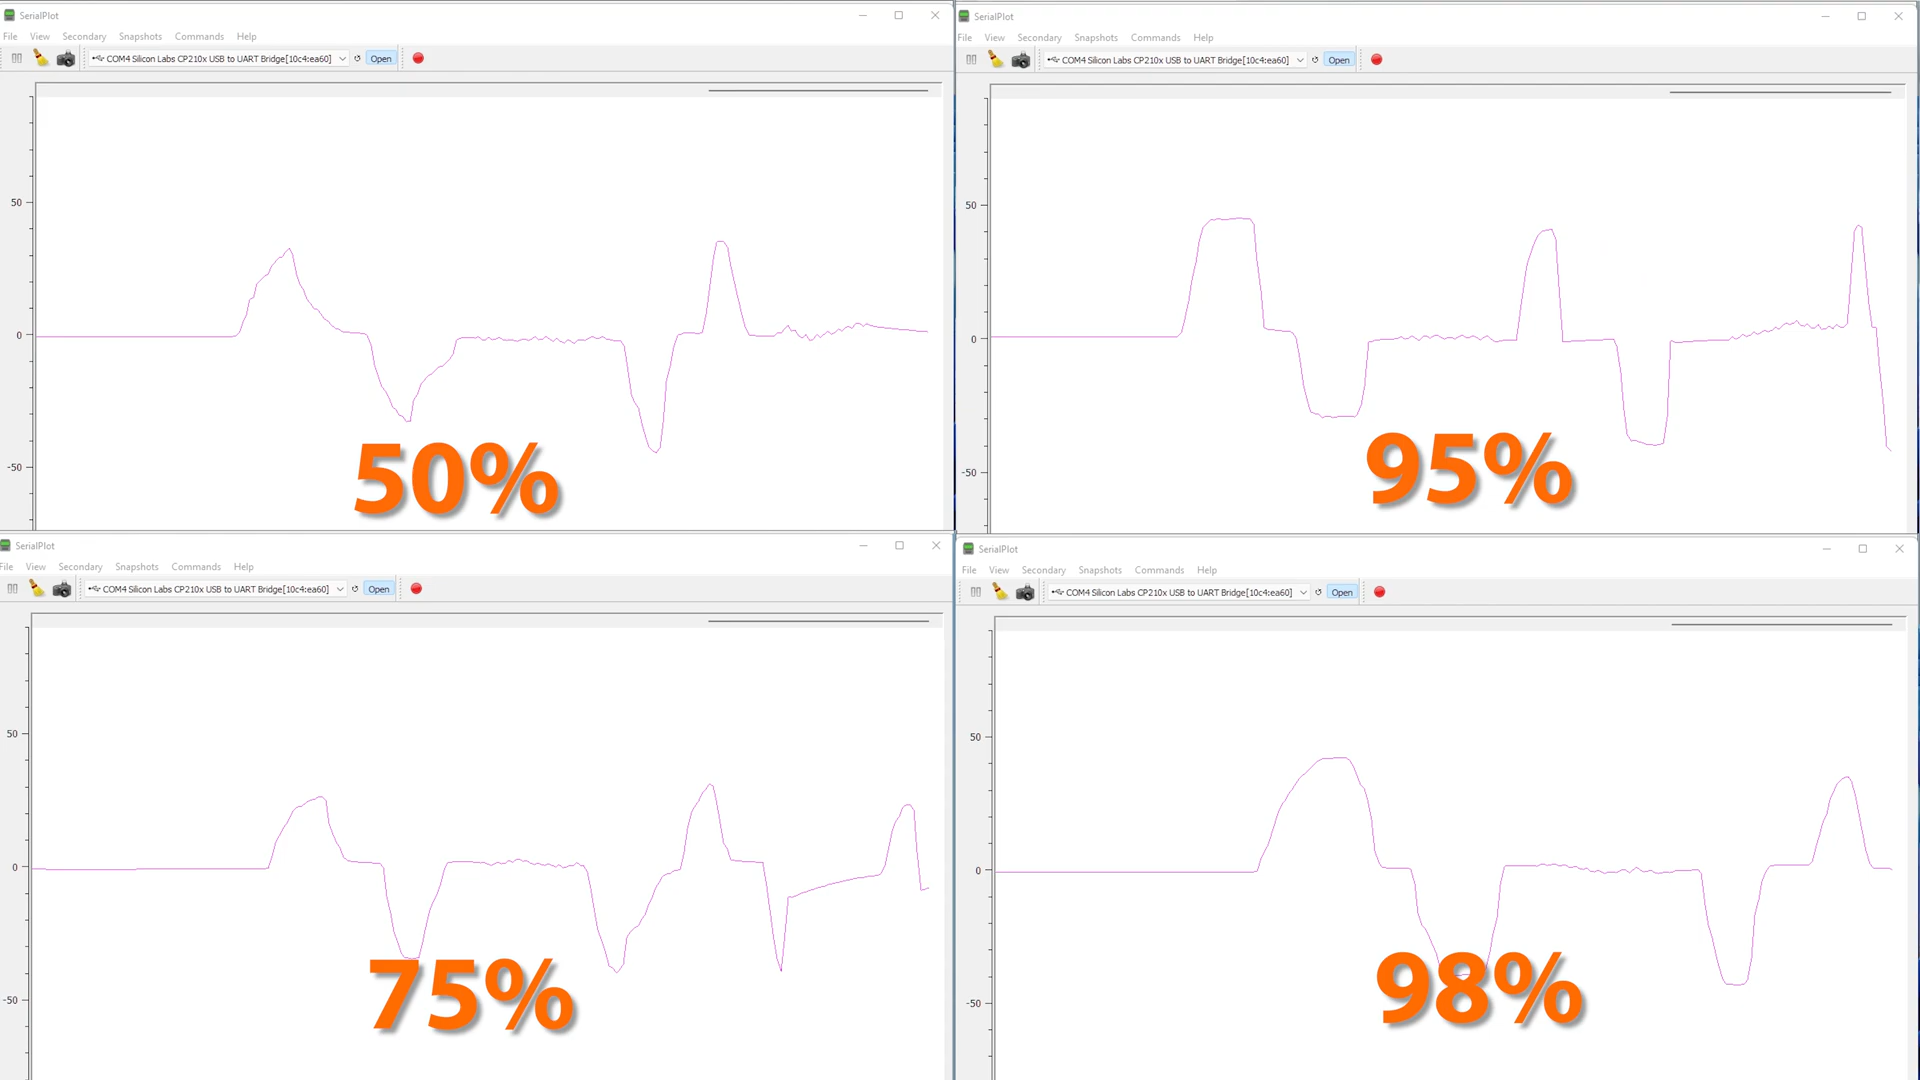 SerialPlot
File View Secondary Snapshots Commands Help
COM4 Silicon Labs CP210x USB to UART Bridge[10c4:ea60] Open
50
0
-50
50%
SerialPlot
File View Secondary Snapshots Commands Help
COM4 Silicon Labs CP210x USB to UART Bridge[10c4:ea60] Open
50
0
-50
95%
SerialPlot
File View Secondary Snapshots Commands Help
COM4 Silicon Labs CP210x USB to UART Bridge[10c4:ea60] Open
50
0
-50
75%
SerialPlot
File View Secondary Snapshots Commands Help
COM4 Silicon Labs CP210x USB to UART Bridge[10c4:ea60] Open
50
0
-50
98%